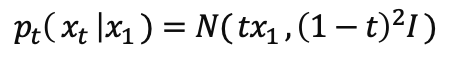 pₜ( xₜ |x₁ ) = N( tx₁ , (1 − t)²I )